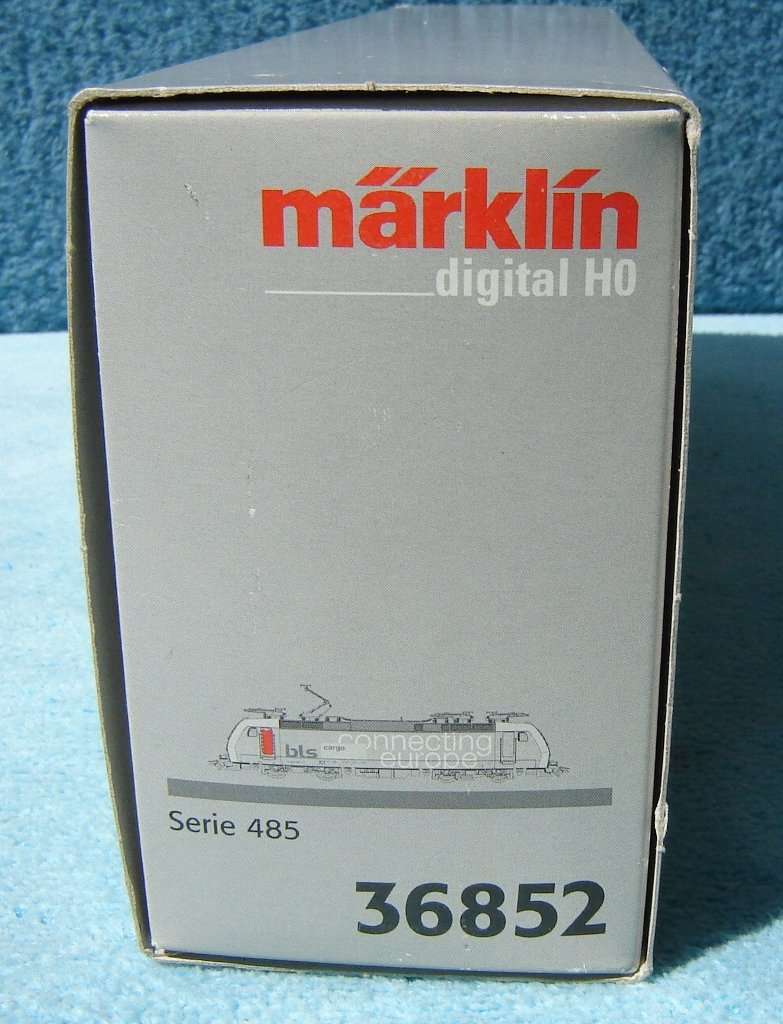 märklin
digital H0
bls cargo connecting
europe
Serie 485
36852